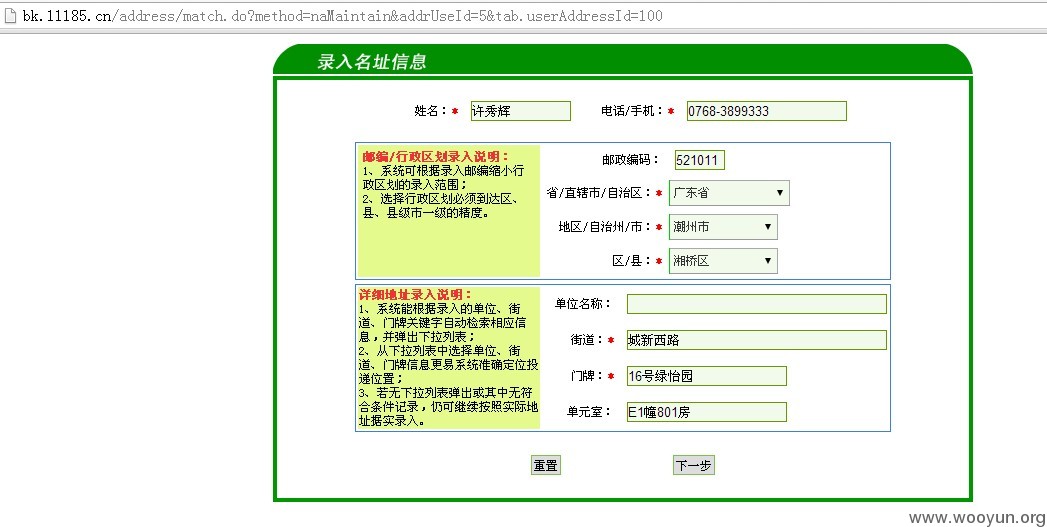 bk.11185.cn/address/match.do?method=naMaintain&addrUseId=5&tab.userAddressId=100
录入名址信息
姓名：* 许秀辉 电话/手机：* 0768-3899333
邮编/行政区划录入说明：
1、系统可根据录入邮编缩小行
政区划的录入范围；
2、选择行政区划必须到达区、
县、县级市一级的精度。
邮政编码： 521011
省/直辖市/自治区：* 广东省
地区/自治州/市：* 潮州市
区/县：* 湘桥区
详细地址录入说明：
1、系统能根据录入的单位、街
道、门牌关键字自动检索相应信
息，并弹出下拉列表；
2、从下拉列表中选择单位、街
道、门牌信息更易系统准确定位投
递位置；
3、若无下拉列表弹出或其中无符
合条件记录，仍可继续按照实际地
址据实录入。
单位名称：
街道：* 城新西路
门牌：* 16号绿怡园
单元室： E1幢801房
重置 下一步
www.wooyun.org